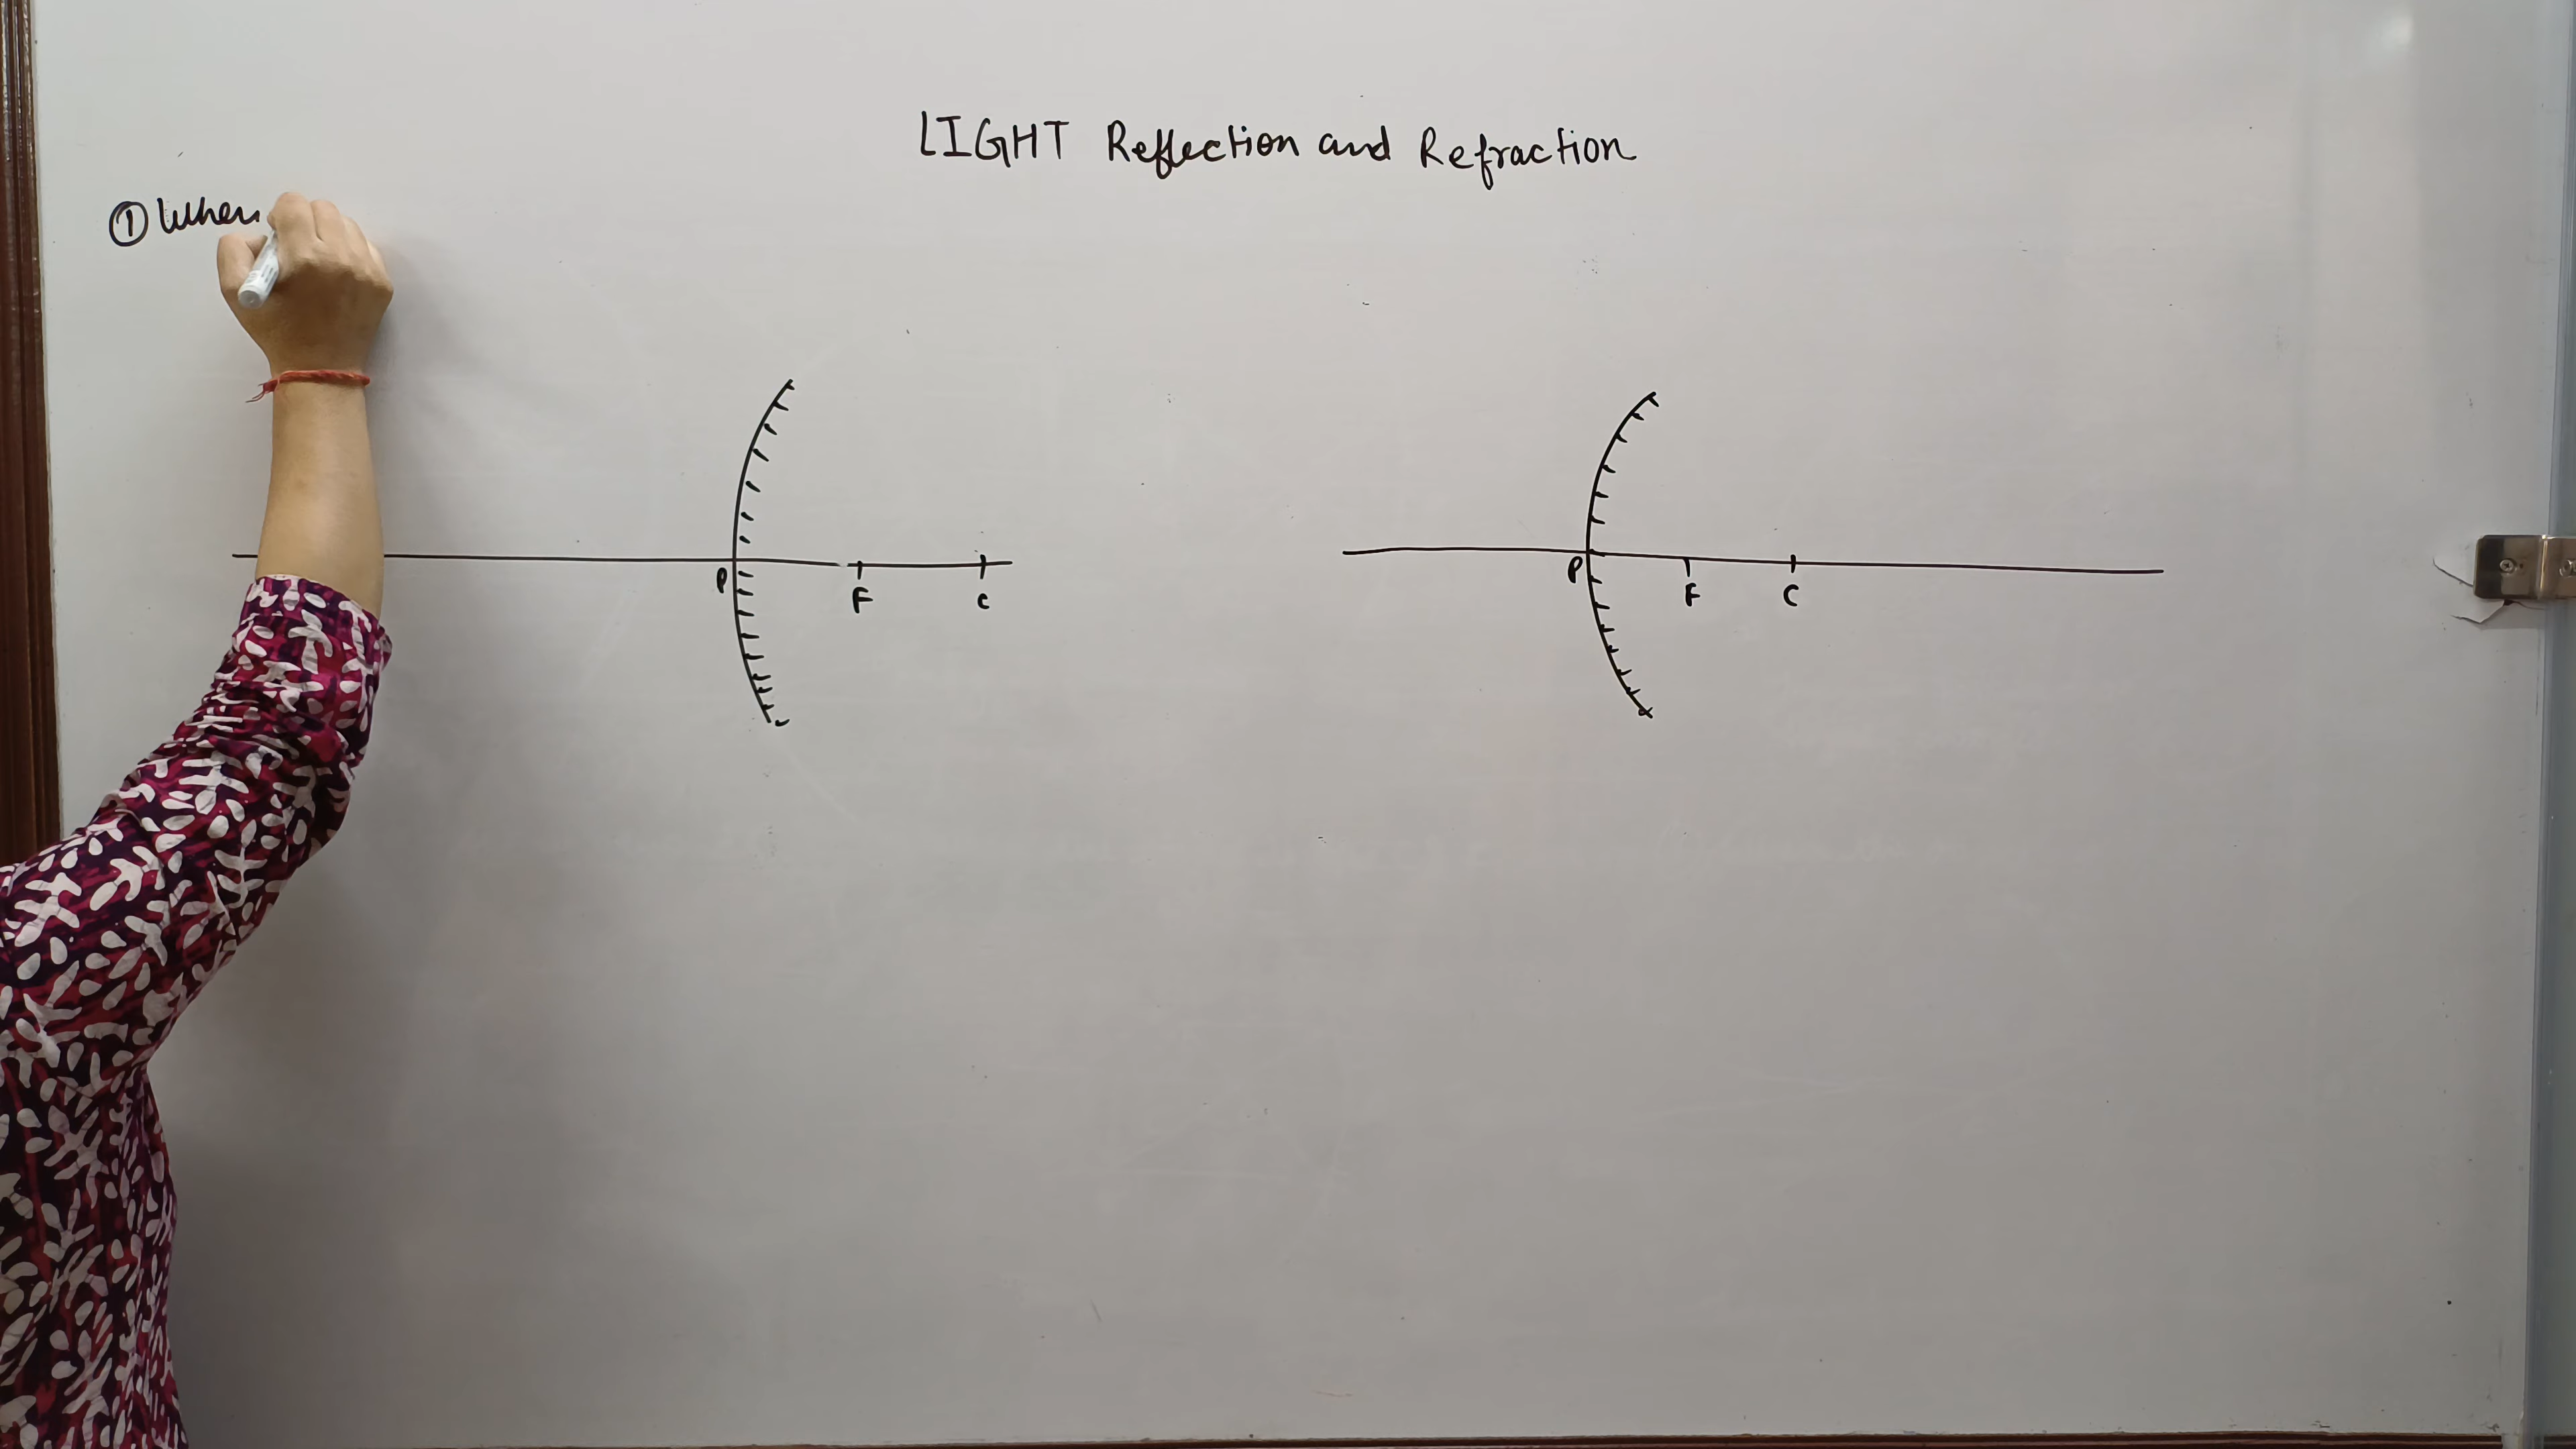 LIGHT Reflection and Refraction
① When
P F C
P F C